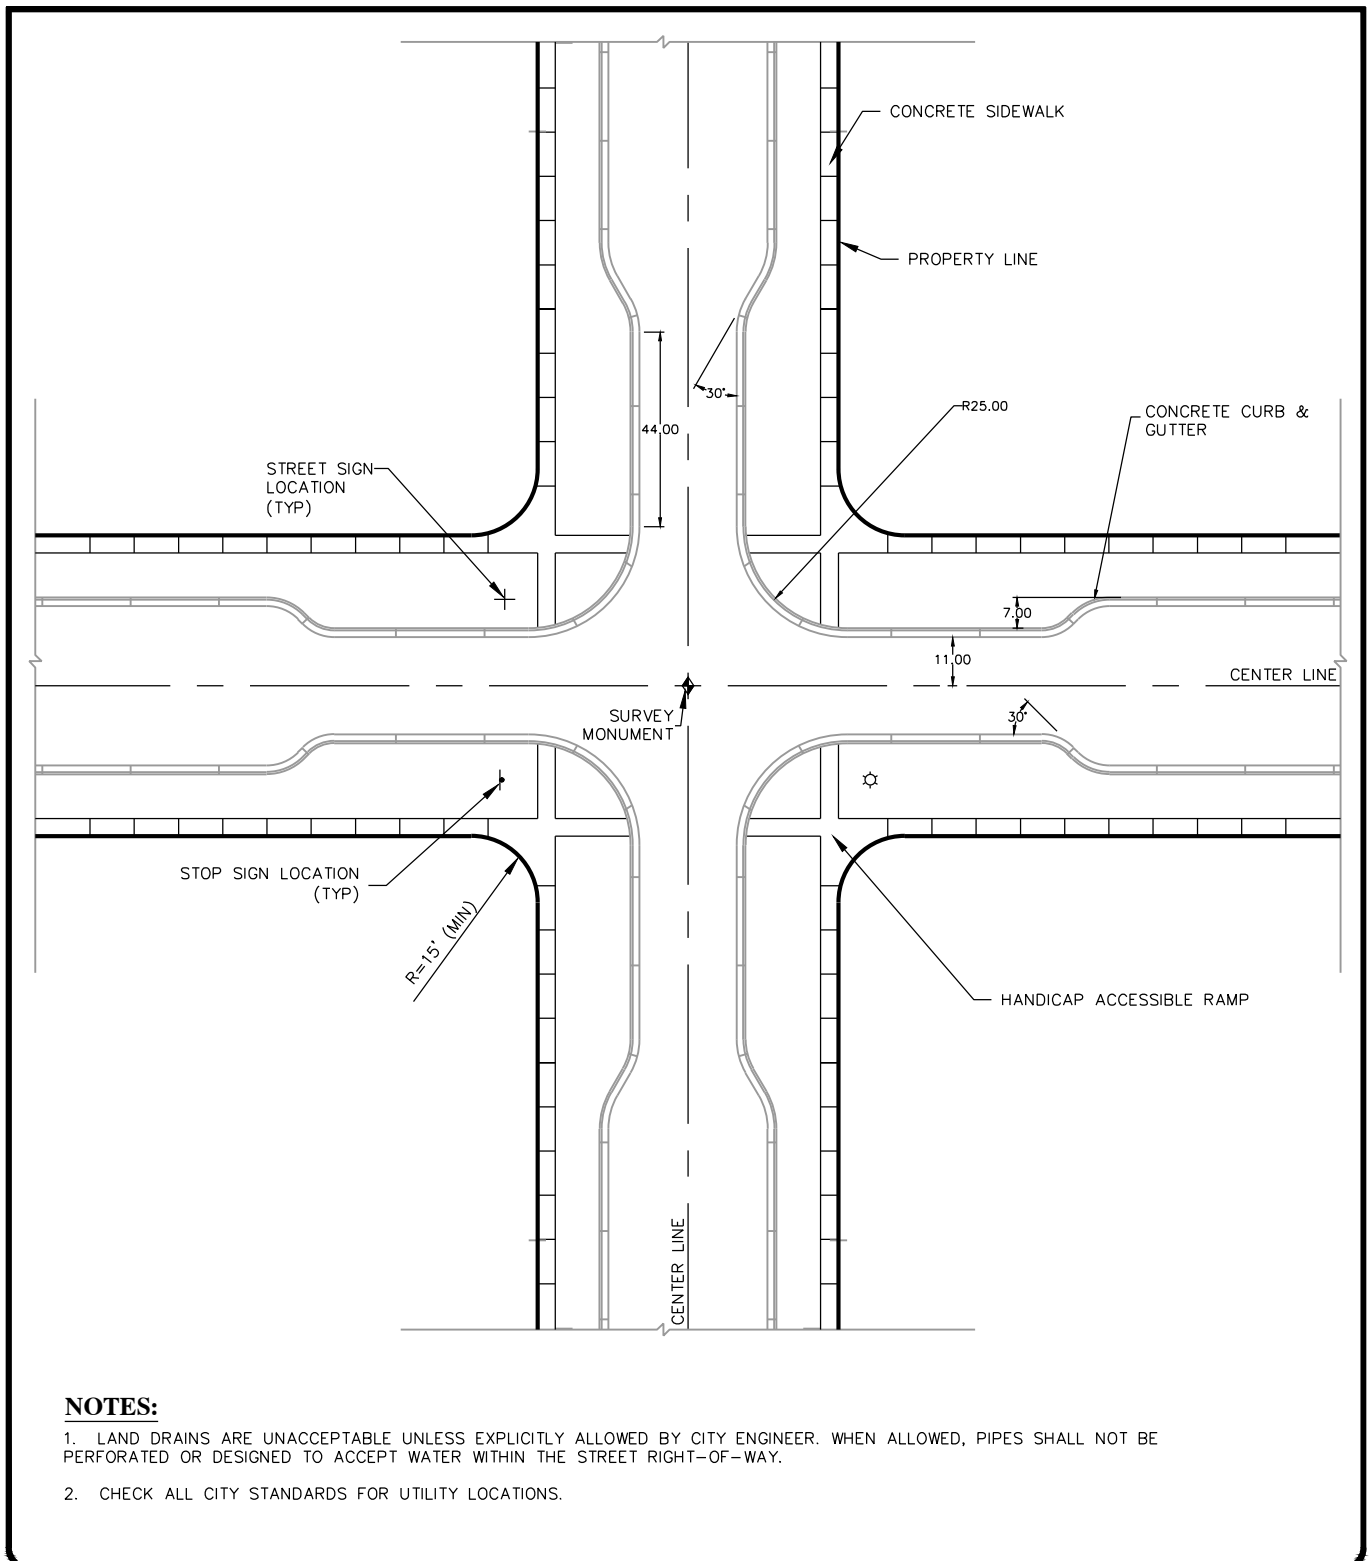 CONCRETE SIDEWALK
PROPERTY LINE
30°
R25.00
CONCRETE CURB &
GUTTER
44.00
STREET SIGN
LOCATION
(TYP)
7.00
11.00
CENTER LINE
SURVEY
MONUMENT
30°
STOP SIGN LOCATION
(TYP)
R=15' (MIN)
HANDICAP ACCESSIBLE RAMP
CENTER LINE
NOTES:
1. LAND DRAINS ARE UNACCEPTABLE UNLESS EXPLICITLY ALLOWED BY CITY ENGINEER. WHEN ALLOWED, PIPES SHALL NOT BE
PERFORATED OR DESIGNED TO ACCEPT WATER WITHIN THE STREET RIGHT-OF-WAY.
2. CHECK ALL CITY STANDARDS FOR UTILITY LOCATIONS.